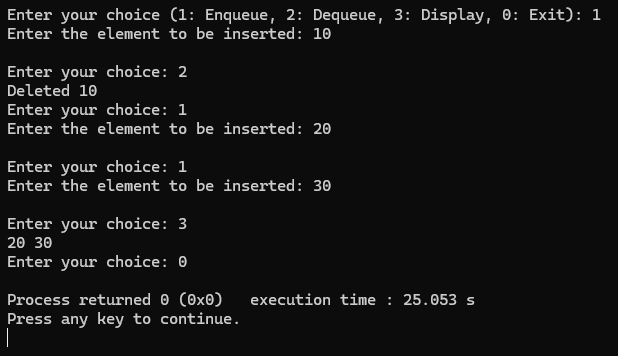 Enter your choice (1: Enqueue, 2: Dequeue, 3: Display, 0: Exit): 1
Enter the element to be inserted: 10
Enter your choice: 2
Deleted 10
Enter your choice: 1
Enter the element to be inserted: 20
Enter your choice: 1
Enter the element to be inserted: 30
Enter your choice: 3
20 30
Enter your choice: 0
Process returned 0 (0x0)   execution time : 25.053 s
Press any key to continue.